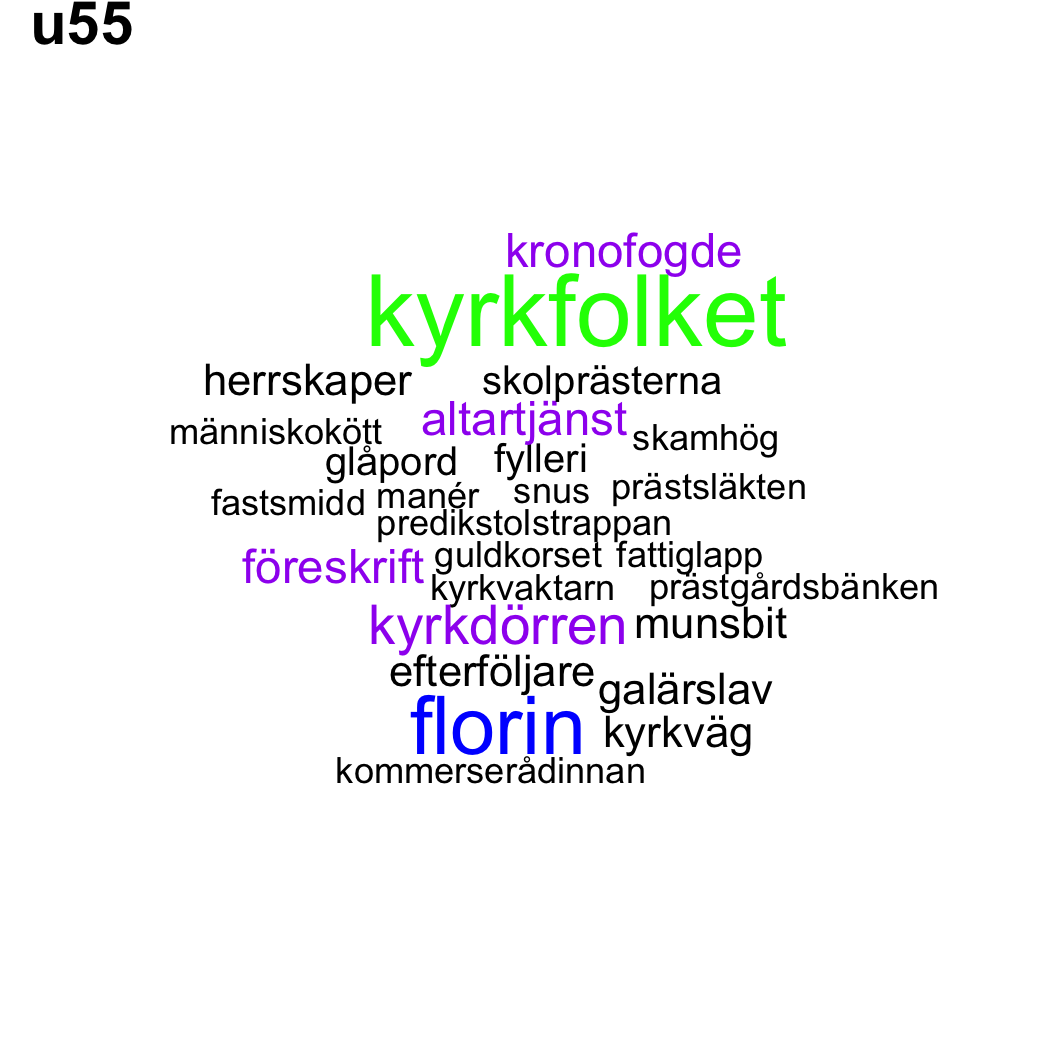 u55
kronofogde
kyrkfolket
herrskaper skolprästerna
altartjänst
människokött skamhög
glåpord fylleri
fastsmidd manér snus prästsläkten
predikstolstrappan
föreskrift guldkorset fattiglapp
kyrkvaktarn prästgårdsbänken
kyrkdörren munsbit
efterföljare galärslav
florin kyrkväg
kommerserådinnan